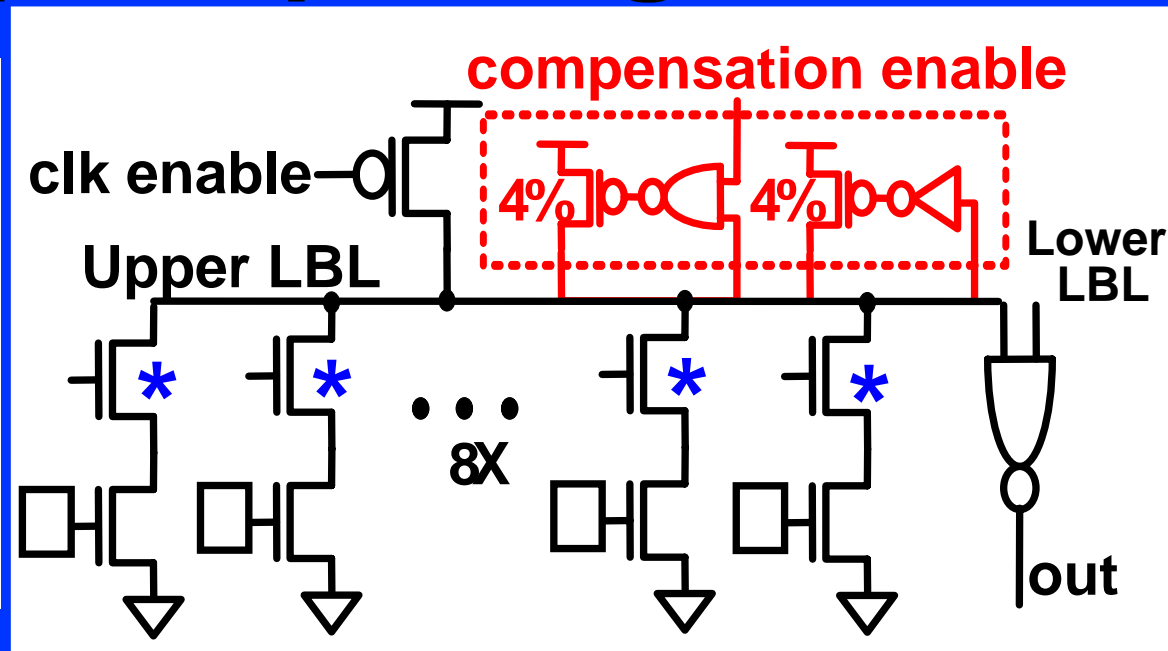 compensation enable
clk enable
4%
4%
Upper LBL
Lower
LBL
*
*
*
*
8X
out